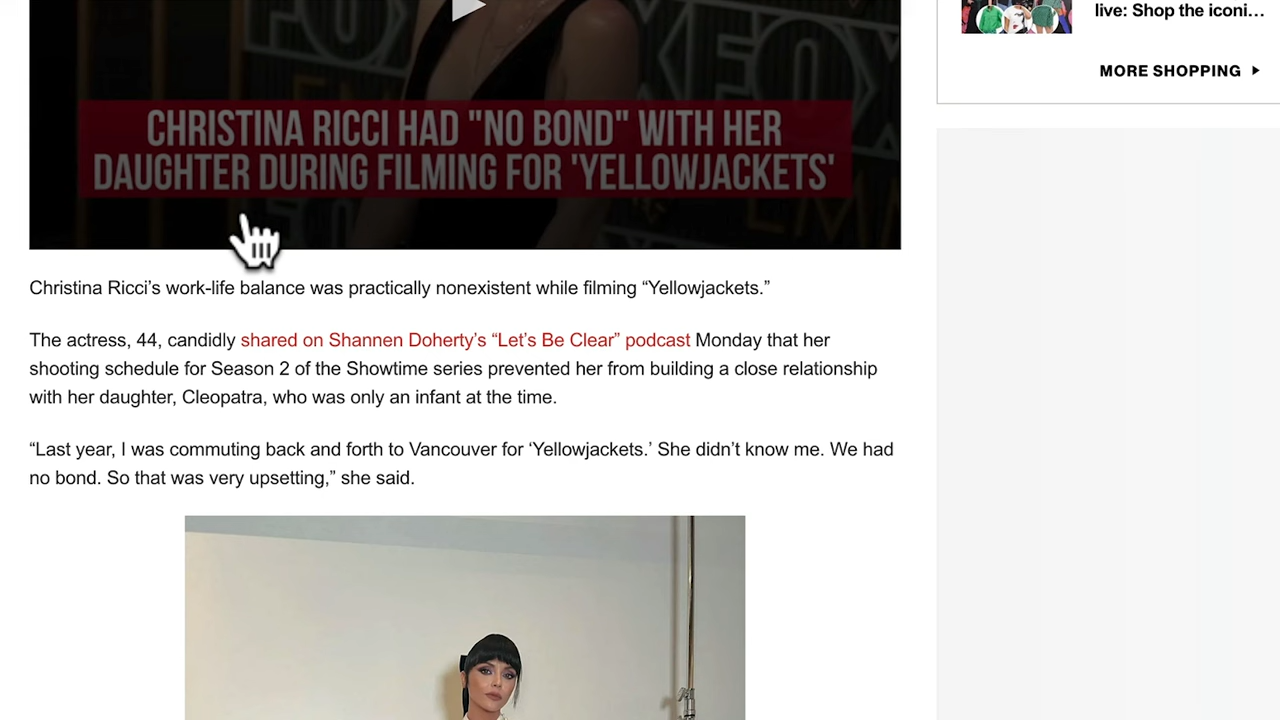 live: Shop the iconi…
MORE SHOPPING
FOX
FOX
CHRISTINA RICCI HAD "NO BOND" WITH HER
DAUGHTER DURING FILMING FOR 'YELLOWJACKETS'
EM
Christina Ricci’s work-life balance was practically nonexistent while filming “Yellowjackets.”
The actress, 44, candidly shared on Shannen Doherty’s “Let’s Be Clear” podcast Monday that her
shooting schedule for Season 2 of the Showtime series prevented her from building a close relationship
with her daughter, Cleopatra, who was only an infant at the time.
“Last year, I was commuting back and forth to Vancouver for ‘Yellowjackets.’ She didn’t know me. We had
no bond. So that was very upsetting,” she said.